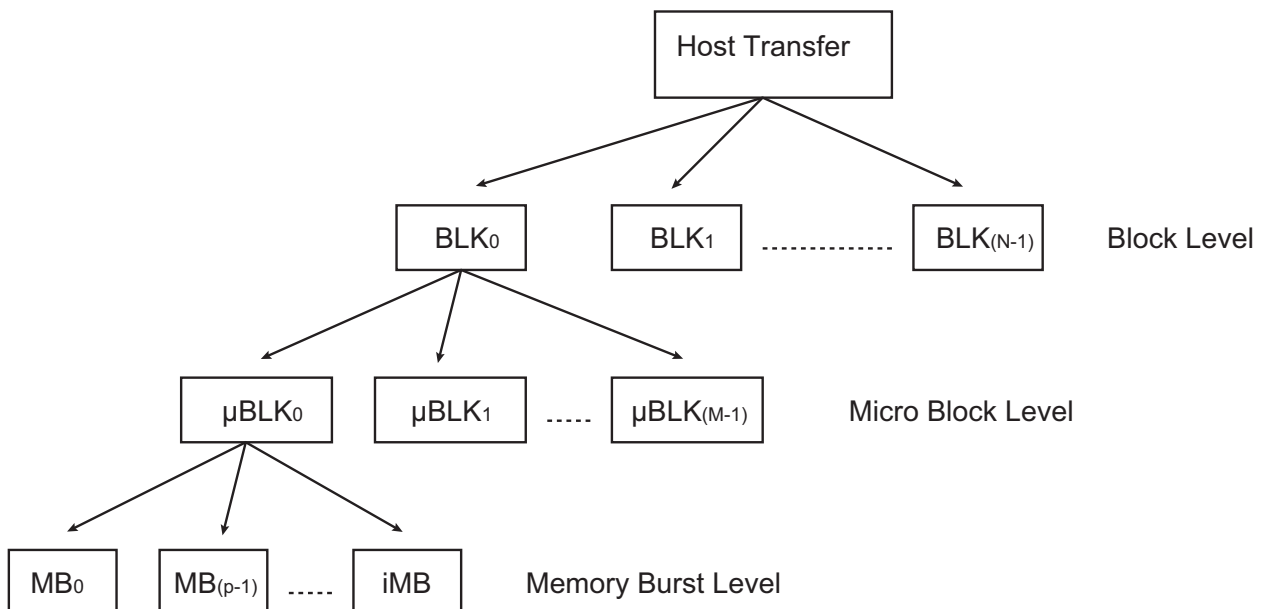 Host Transfer
BLK0 BLK1 BLK(N-1) Block Level
µBLK0 µBLK1 µBLK(M-1) Micro Block Level
MB0 MB(p-1) iMB Memory Burst Level